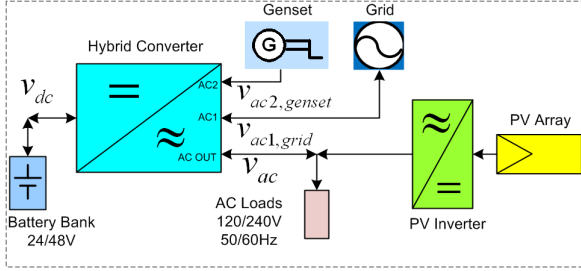 Genset
Grid
Hybrid Converter
G
AC2
v_dc
v_ac2,genset
AC1
PV Array
v_ac1,grid
AC OUT
v_ac
Battery Bank
24/48V
AC Loads
120/240V
50/60Hz
PV Inverter